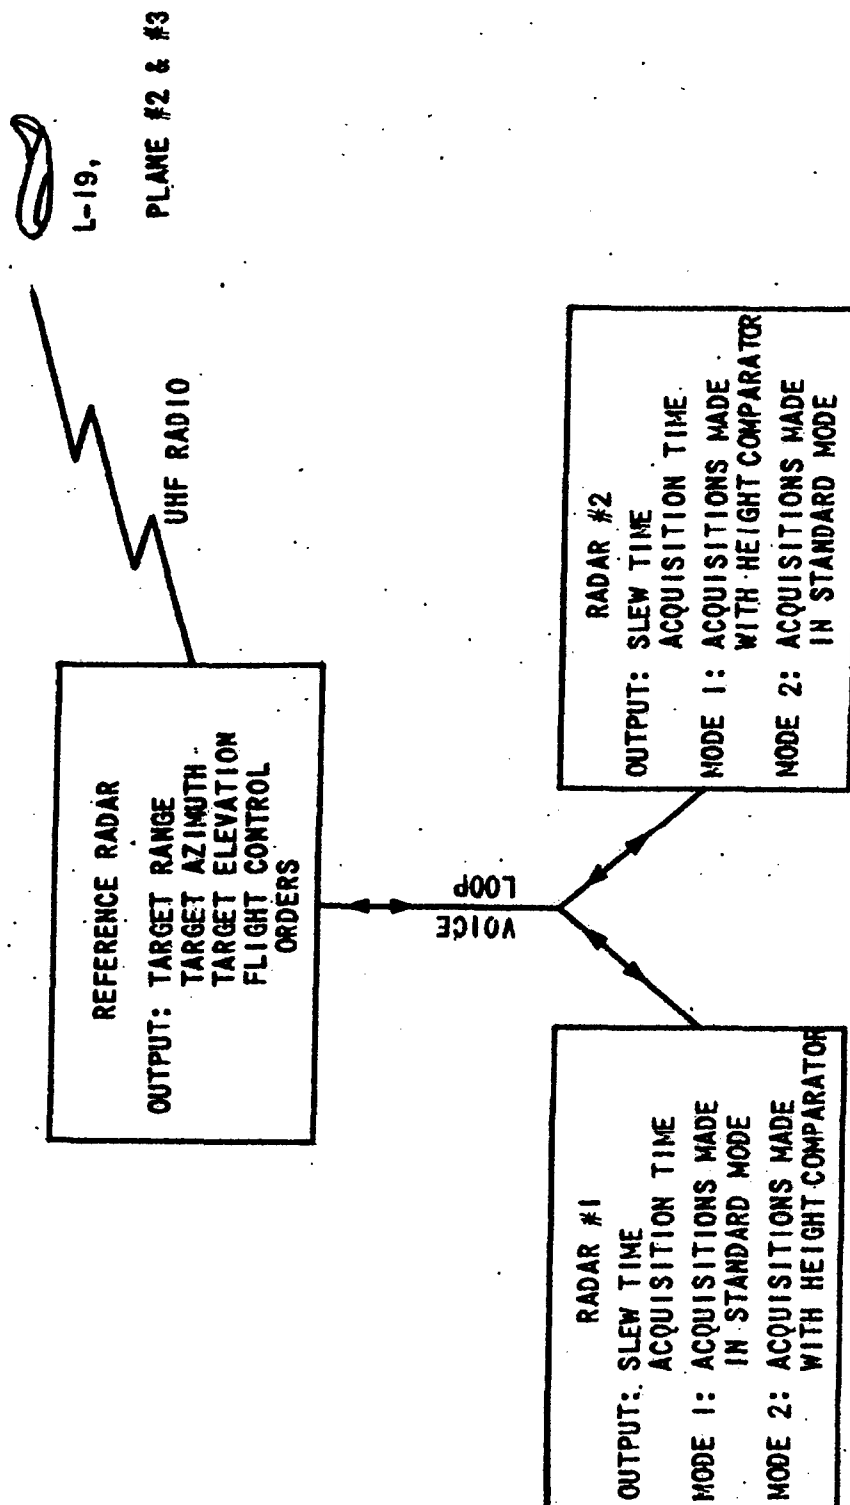 L-19,
PLANE #2 & #3
UHF RADIO
REFERENCE RADAR
OUTPUT: TARGET RANGE
TARGET AZIMUTH
TARGET ELEVATION
FLIGHT CONTROL
ORDERS
VOICE
LOOP
RADAR #1
OUTPUT: SLEW TIME
ACQUISITION TIME
MODE 1: ACQUISITIONS MADE
IN STANDARD MODE
MODE 2: ACQUISITIONS MADE
WITH HEIGHT COMPARATOR
RADAR #2
OUTPUT: SLEW TIME
ACQUISITION TIME
MODE 1: ACQUISITIONS MADE
WITH HEIGHT COMPARATOR
MODE 2: ACQUISITIONS MADE
IN STANDARD MODE